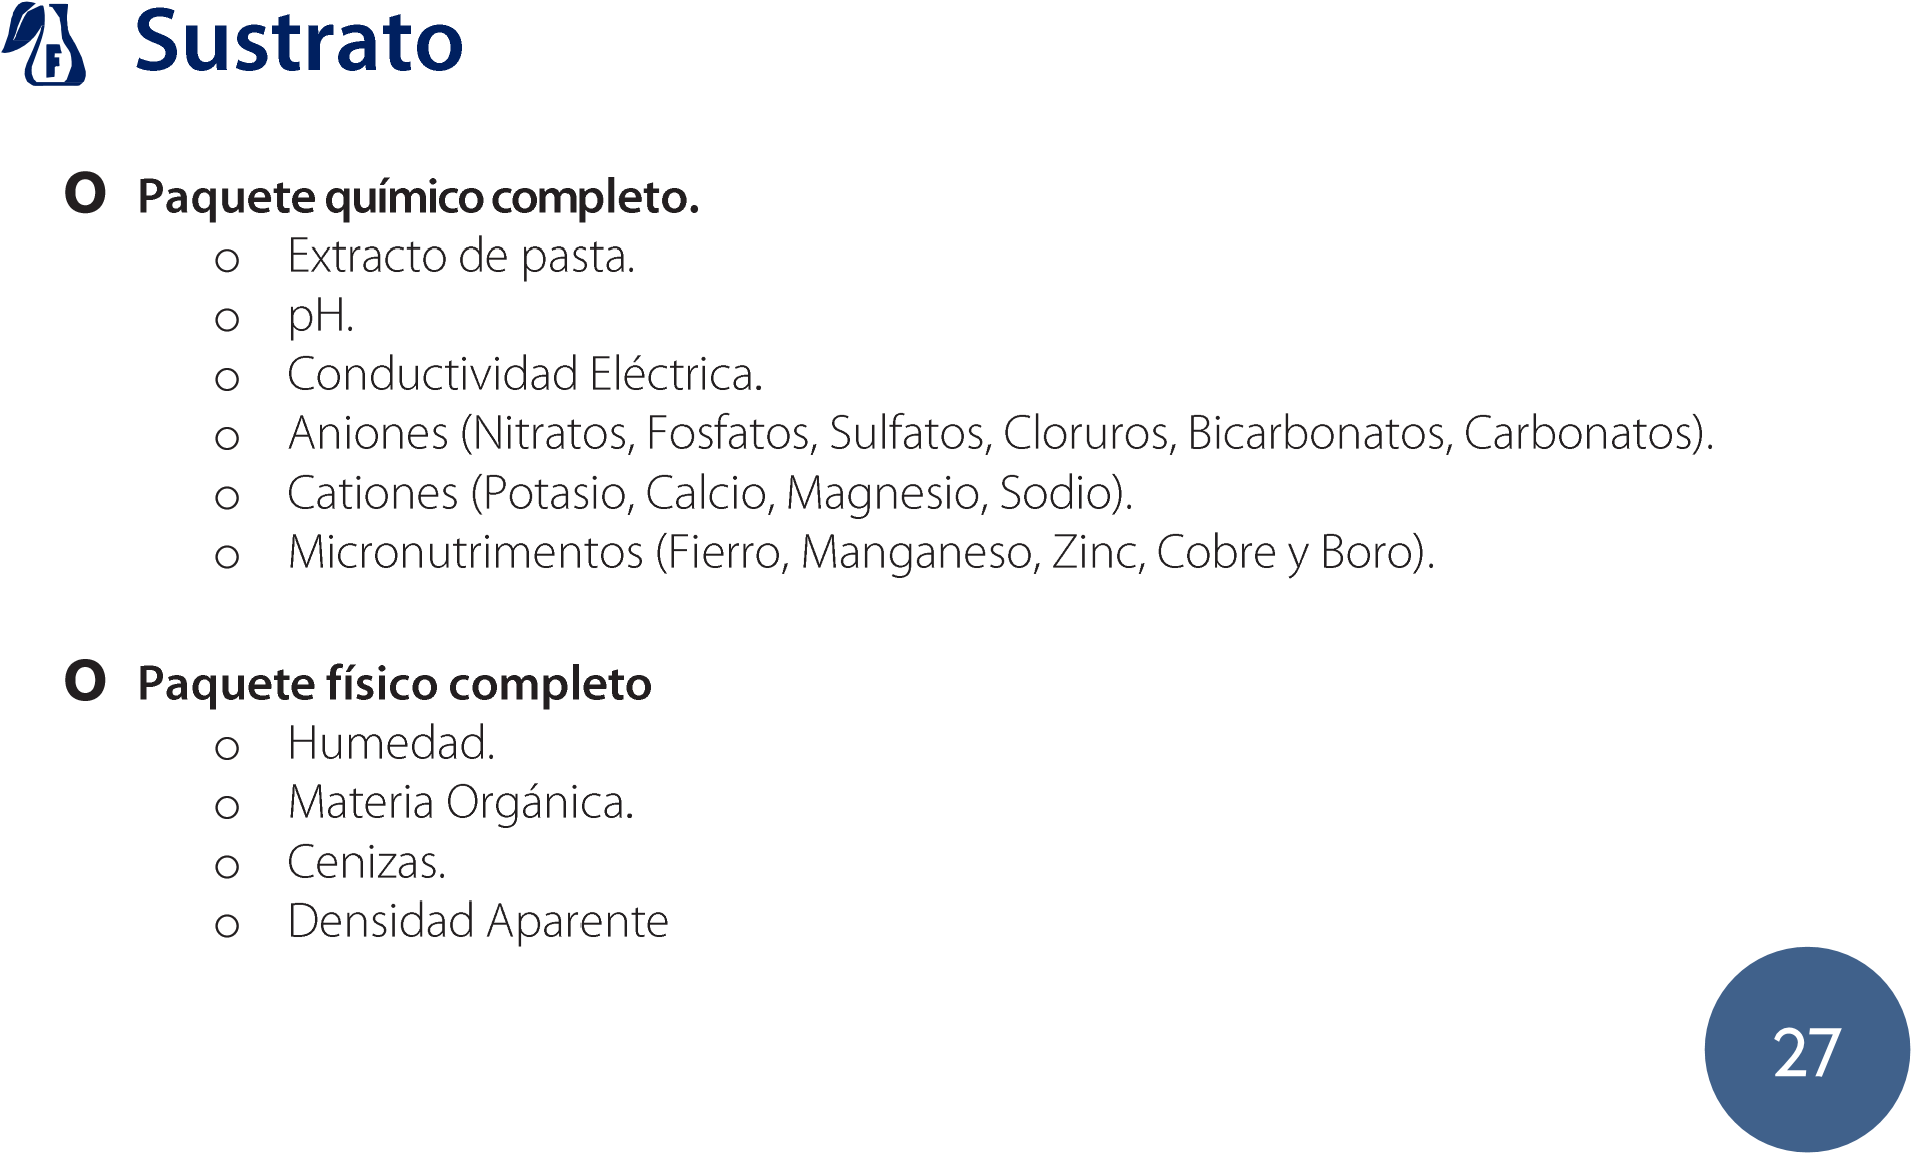 F
Sustrato
o Paquete químico completo.
o Extracto de pasta.
o pH.
o Conductividad Eléctrica.
o Aniones (Nitratos, Fosfatos, Sulfatos, Cloruros, Bicarbonatos, Carbonatos).
o Cationes (Potasio, Calcio, Magnesio, Sodio).
o Micronutrimentos (Fierro, Manganeso, Zinc, Cobre y Boro).
o Paquete físico completo
o Humedad.
o Materia Orgánica.
o Cenizas.
o Densidad Aparente
27